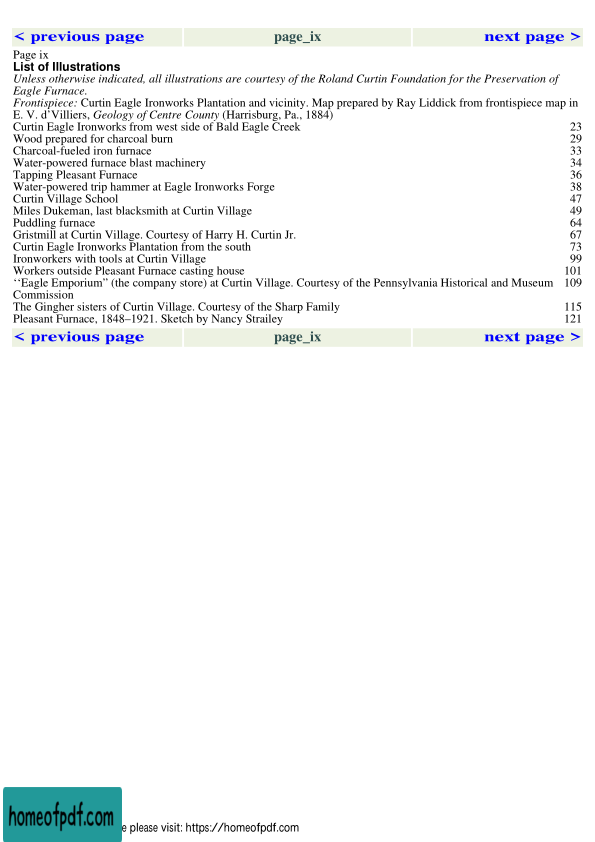 < previous page page_ix next page >
Page ix
List of Illustrations
Unless otherwise indicated, all illustrations are courtesy of the Roland Curtin Foundation for the Preservation of
Eagle Furnace.
Frontispiece: Curtin Eagle Ironworks Plantation and vicinity. Map prepared by Ray Liddick from frontispiece map in
E. V. d'Villiers, Geology of Centre County (Harrisburg, Pa., 1884)
Curtin Eagle Ironworks from west side of Bald Eagle Creek 23
Wood prepared for charcoal burn 29
Charcoal-fueled iron furnace 33
Water-powered furnace blast machinery 34
Tapping Pleasant Furnace 36
Water-powered trip hammer at Eagle Ironworks Forge 38
Curtin Village School 47
Miles Dukeman, last blacksmith at Curtin Village 49
Puddling furnace 64
Gristmill at Curtin Village. Courtesy of Harry H. Curtin Jr. 67
Curtin Eagle Ironworks Plantation from the south 73
Ironworkers with tools at Curtin Village 99
Workers outside Pleasant Furnace casting house 101
‘‘Eagle Emporium” (the company store) at Curtin Village. Courtesy of the Pennsylvania Historical and Museum 109
Commission
The Gingher sisters of Curtin Village. Courtesy of the Sharp Family 115
Pleasant Furnace, 1848–1921. Sketch by Nancy Strailey 121
< previous page page_ix next page >
homeofpdf.com
e please visit: https://homeofpdf.com